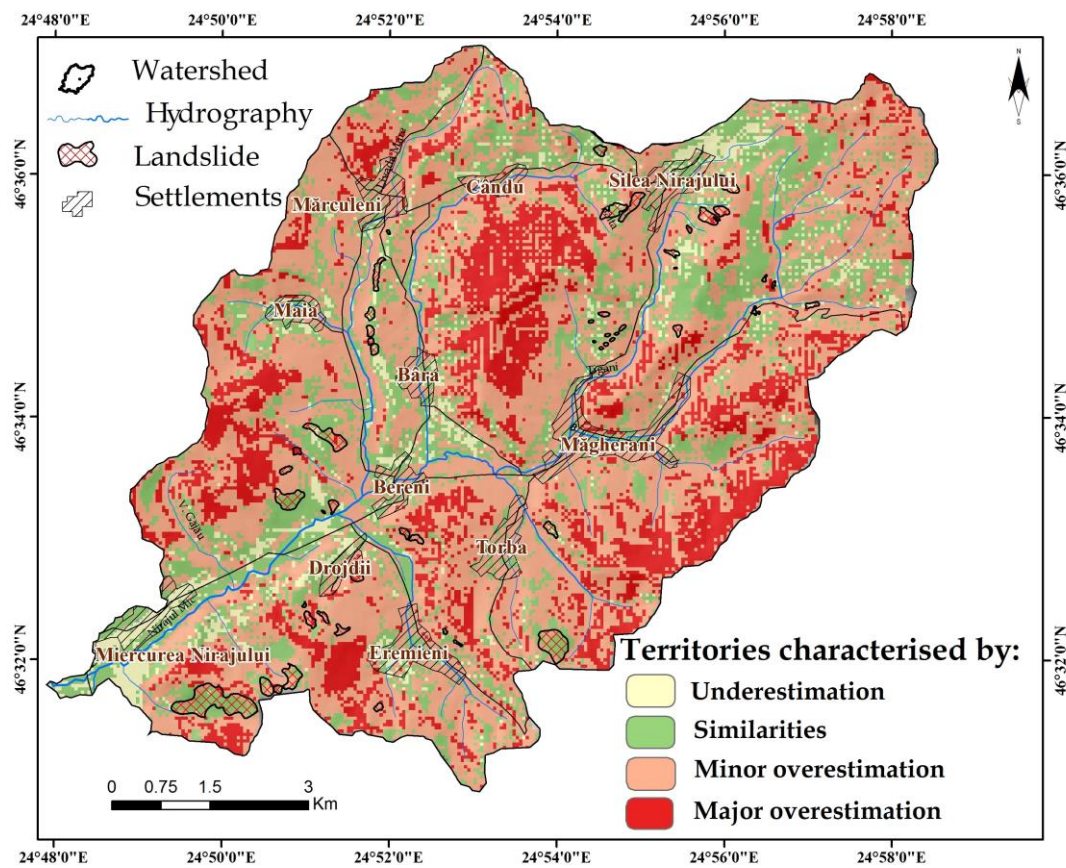 24°48'0"E 24°50'0"E 24°52'0"E 24°54'0"E 24°56'0"E 24°58'0"E
Watershed
Hydrography
Landslide
Settlements
N
S
46°36'0"N
46°36'0"N
46°34'0"N
46°34'0"N
46°32'0"N
46°32'0"N
Cându
Silea Nirajului
Mărculeni
Maia
Bâra
Țigani
Măgherani
Bereni
V. Gajău
Torba
Drojdii
Nirajul Mic
Miercurea Nirajului
Eremieni
Territories characterised by:
Underestimation
Similarities
Minor overestimation
Major overestimation
0 0.75 1.5 3
Km
24°48'0"E 24°50'0"E 24°52'0"E 24°54'0"E 24°56'0"E 24°58'0"E